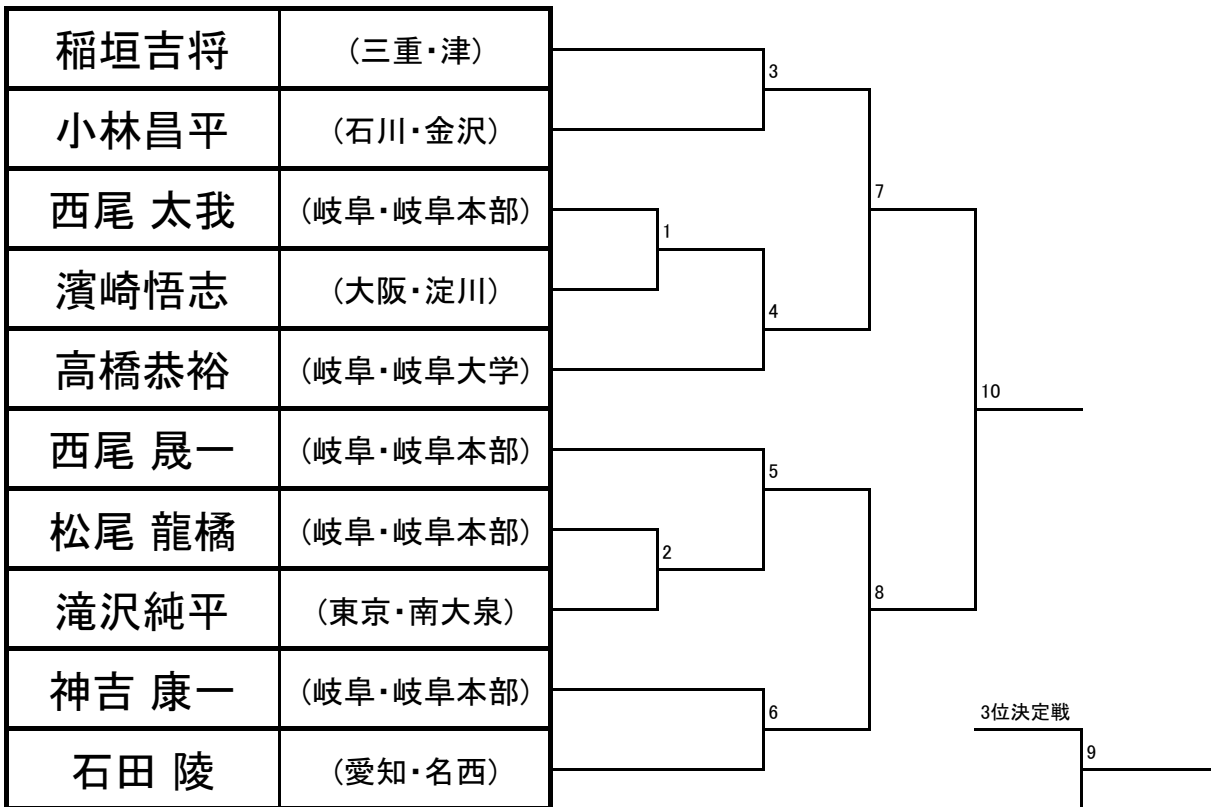 稲垣吉将 (三重・津)
小林昌平 (石川・金沢)
西尾 太我 (岐阜・岐阜本部)
濱崎悟志 (大阪・淀川)
高橋恭裕 (岐阜・岐阜大学)
西尾 晟一 (岐阜・岐阜本部)
松尾 龍橘 (岐阜・岐阜本部)
滝沢純平 (東京・南大泉)
神吉 康一 (岐阜・岐阜本部)
石田 陵 (愛知・名西)
3
1
4
7
5
2
6
8
10
3位決定戦
9